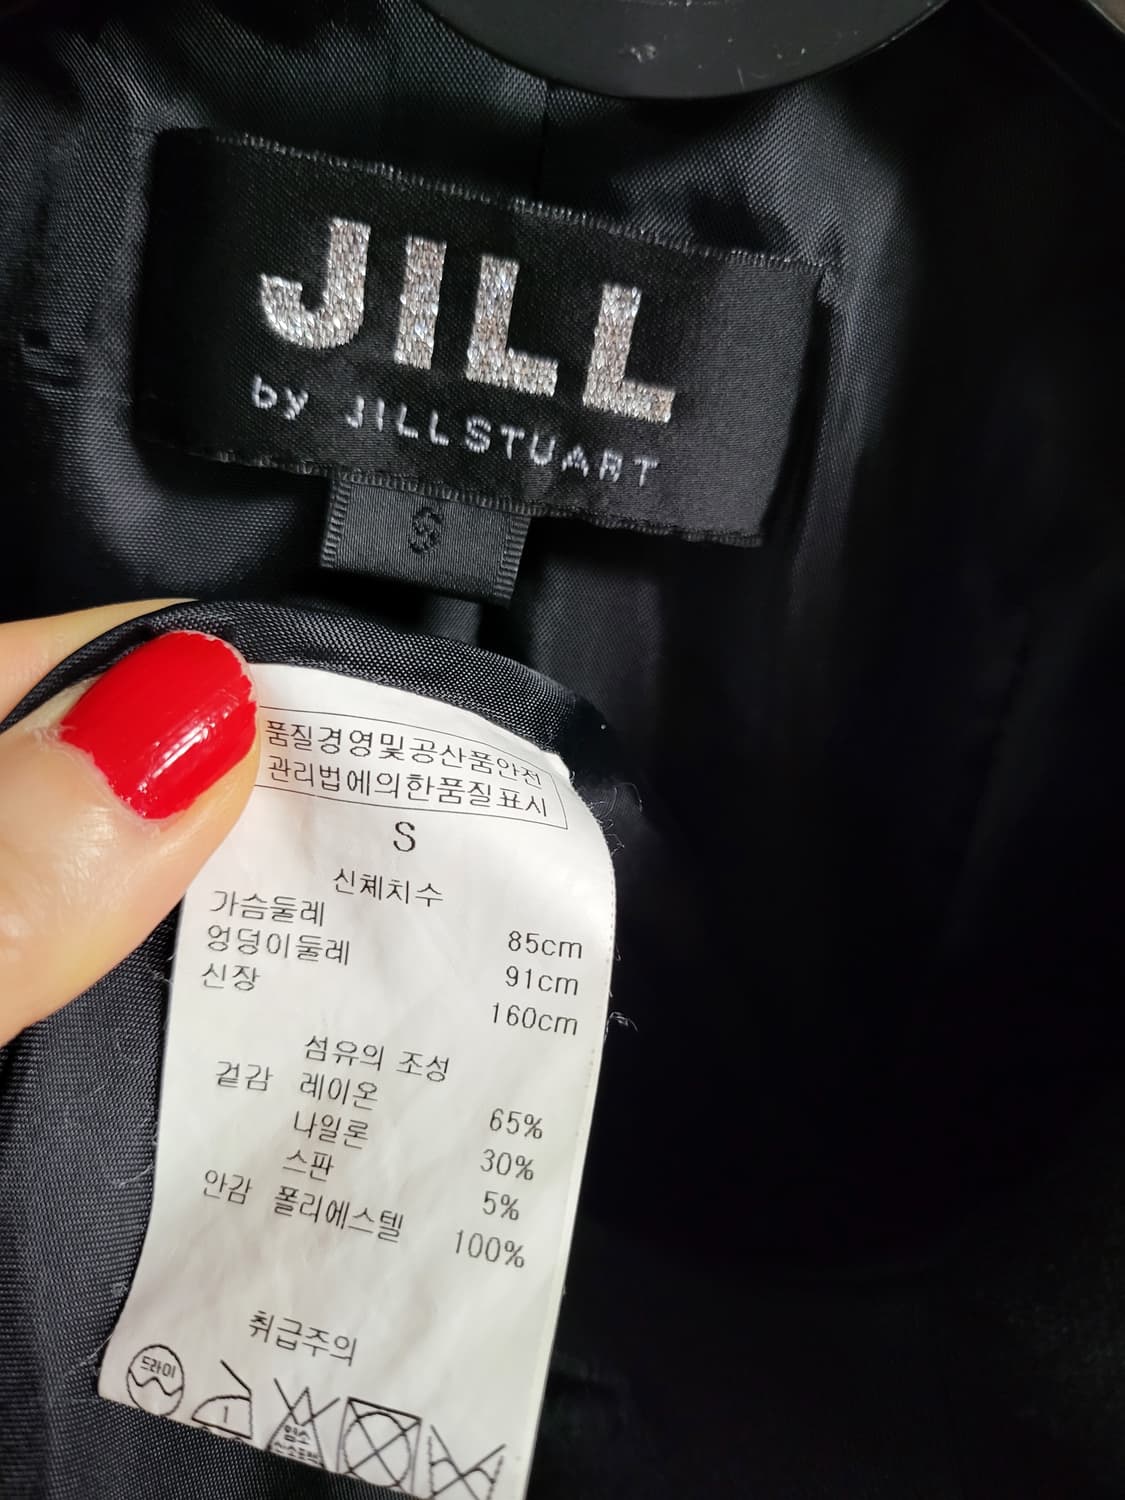 JILL
by JILLSTUART
S
품질경영및공산품안전
관리법에의한품질표시
S
신체치수
가슴둘레 85cm
엉덩이둘레 91cm
신장 160cm
섬유의 조성
겉감 레이온 65%
나일론 30%
스판 5%
안감 폴리에스텔 100%
취급주의
드라이
염소